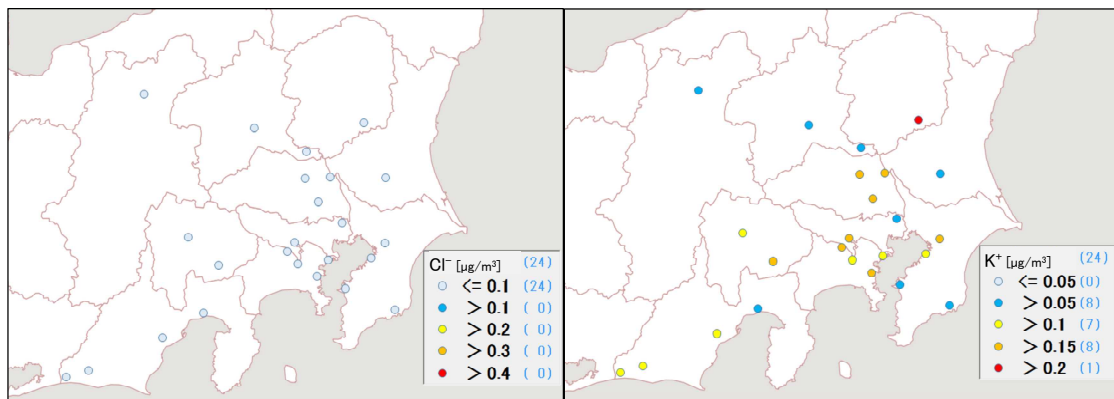 Cl⁻ [μg/m³] (24)
<= 0.1 (24)
> 0.1 ( 0)
> 0.2 ( 0)
> 0.3 ( 0)
> 0.4 ( 0)
K⁺ [μg/m³] (24)
<= 0.05 (0)
> 0.05 (8)
> 0.1 (7)
> 0.15 (8)
> 0.2 (1)